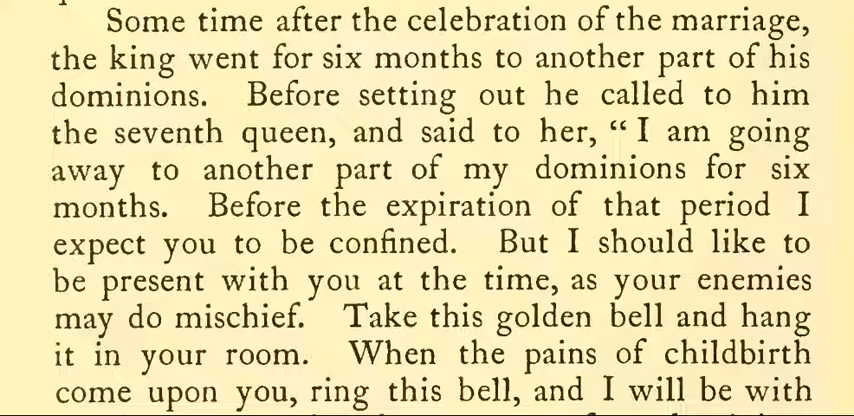 Some time after the celebration of the marriage,
the king went for six months to another part of his
dominions. Before setting out he called to him
the seventh queen, and said to her, “ I am going
away to another part of my dominions for six
months. Before the expiration of that period I
expect you to be confined. But I should like to
be present with you at the time, as your enemies
may do mischief. Take this golden bell and hang
it in your room. When the pains of childbirth
come upon you, ring this bell, and I will be with